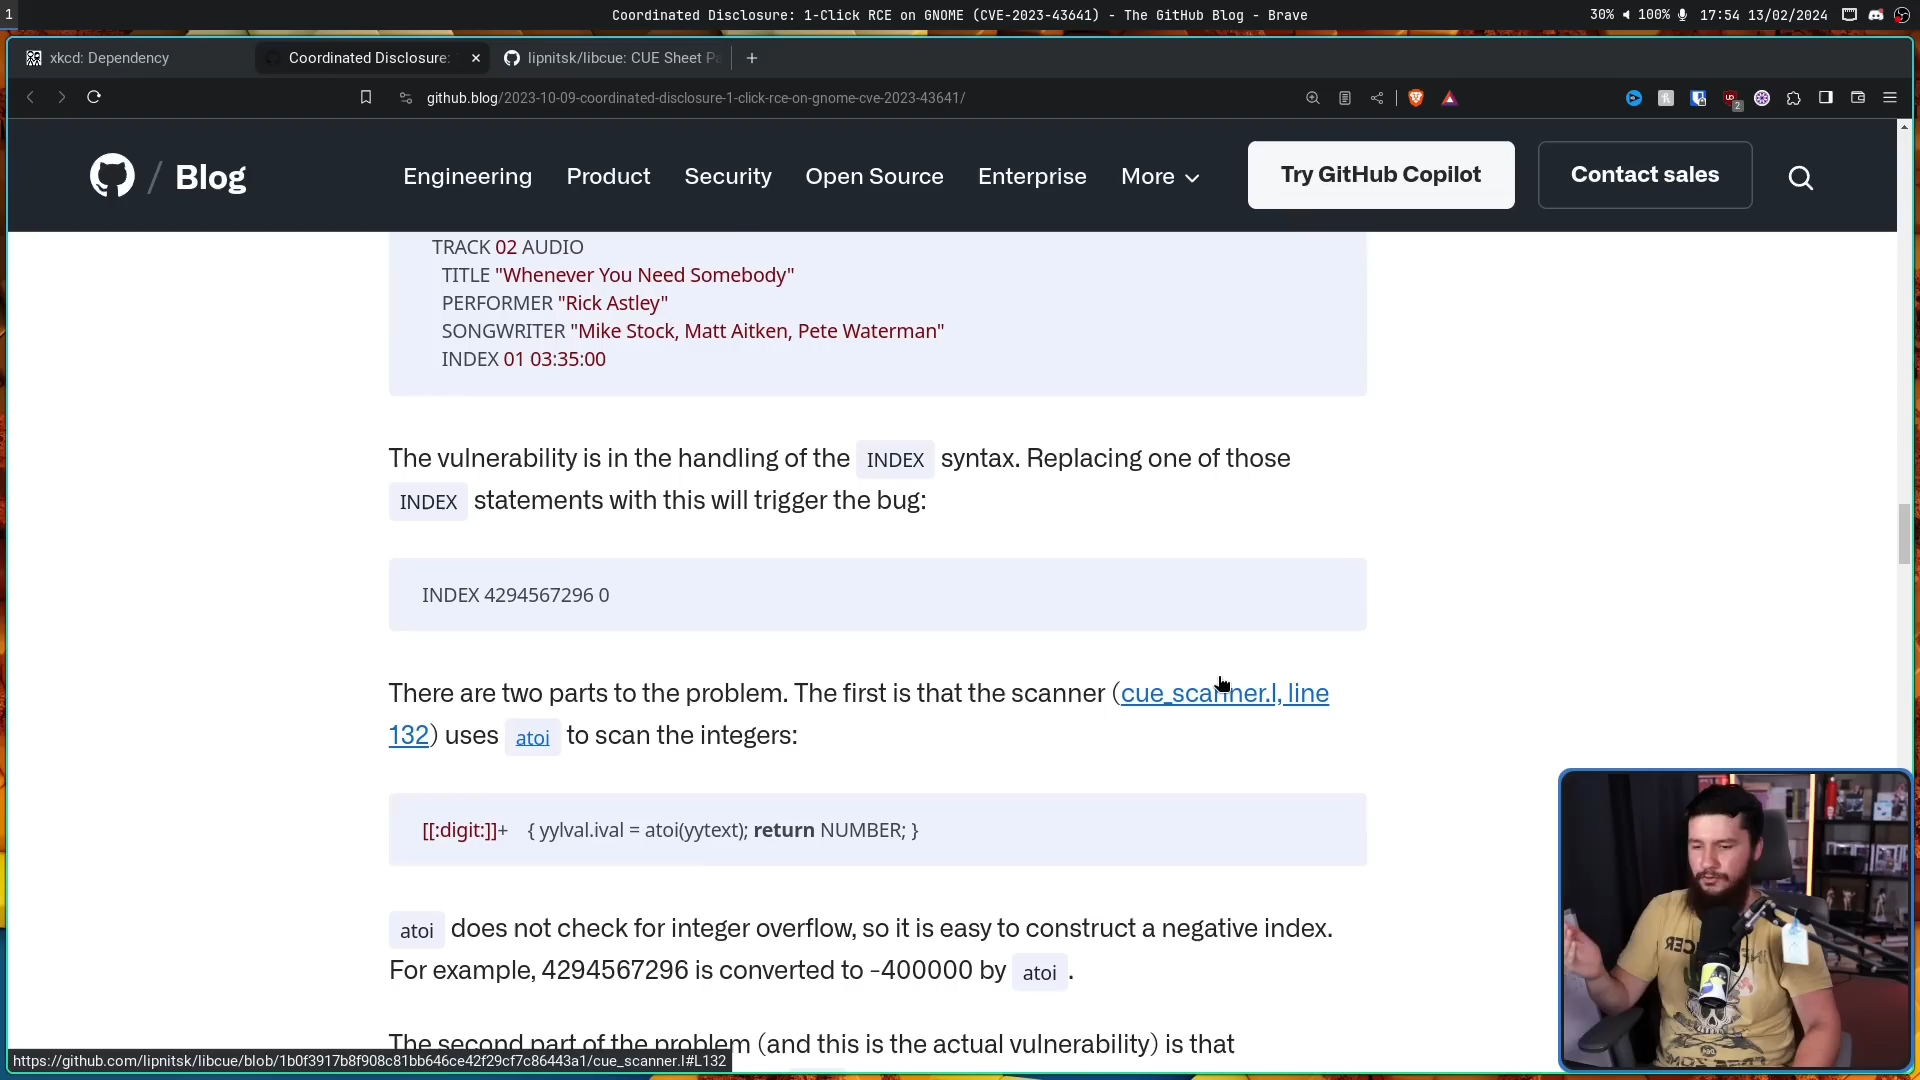 1
Coordinated Disclosure: 1-Click RCE on GNOME (CVE-2023-43641) - The GitHub Blog - Brave
30% 100% 17:54 13/02/2024
xkcd: Dependency
Coordinated Disclosure:
lipnitsk/libcue: CUE Sheet Pa
github.blog/2023-10-09-coordinated-disclosure-1-click-rce-on-gnome-cve-2023-43641/
2
/ Blog
Engineering Product Security Open Source Enterprise More
Try GitHub Copilot
Contact sales
TRACK 02 AUDIO
TITLE "Whenever You Need Somebody"
PERFORMER "Rick Astley"
SONGWRITER "Mike Stock, Matt Aitken, Pete Waterman"
INDEX 01 03:35:00
The vulnerability is in the handling of the INDEX syntax. Replacing one of those
INDEX statements with this will trigger the bug:
INDEX 4294567296 0
There are two parts to the problem. The first is that the scanner (cue_scanner.l, line
132) uses atoi to scan the integers:
[[:digit:]]+ { yylval.ival = atoi(yytext); return NUMBER; }
atoi does not check for integer overflow, so it is easy to construct a negative index.
For example, 4294567296 is converted to -400000 by atoi .
The second part of the problem (and this is the actual vulnerability) is that
https://github.com/lipnitsk/libcue/blob/1b0f3917b8f908c81bb646ce42f29cf7c86443a1/cue_scanner.l#L132